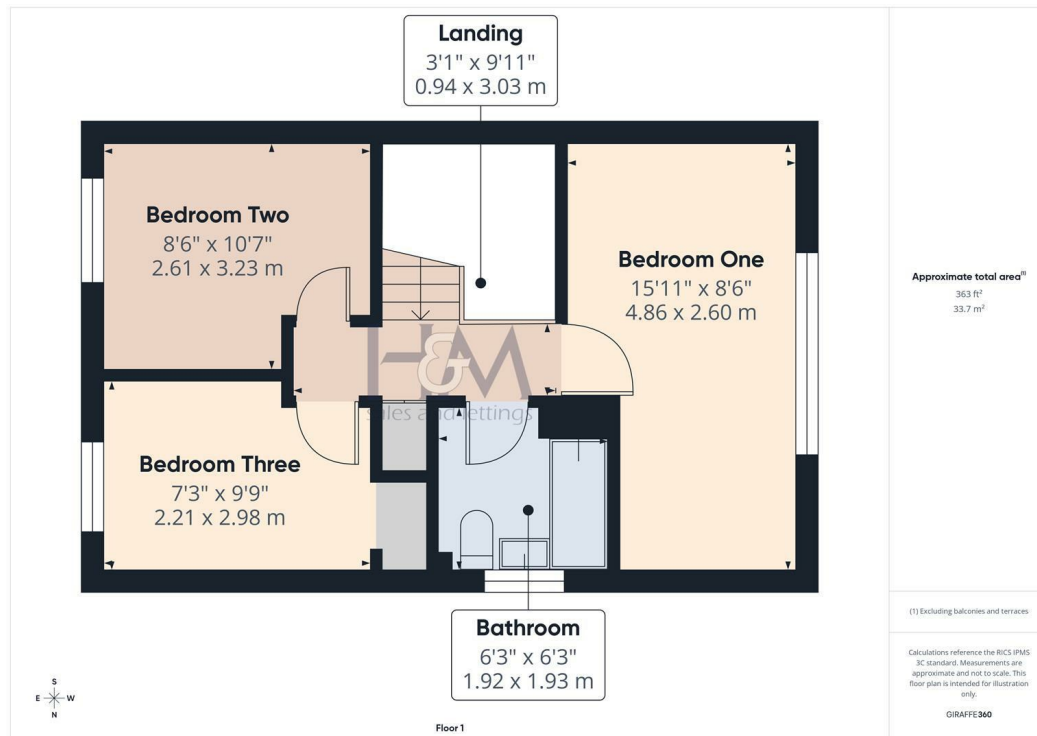 Landing
3'1" x 9'11"
0.94 x 3.03 m
Bedroom Two
8'6" x 10'7"
2.61 x 3.23 m
Bedroom One
15'11" x 8'6"
4.86 x 2.60 m
H&M
sales and lettings
Bedroom Three
7'3" x 9'9"
2.21 x 2.98 m
Bathroom
6'3" x 6'3"
1.92 x 1.93 m
S
E W
N
Floor 1
Approximate total area(1)
363 ft²
33.7 m²
(1) Excluding balconies and terraces
Calculations reference the RICS IPMS
3C standard. Measurements are
approximate and not to scale. This
floor plan is intended for illustration
only.
GIRAFFE360